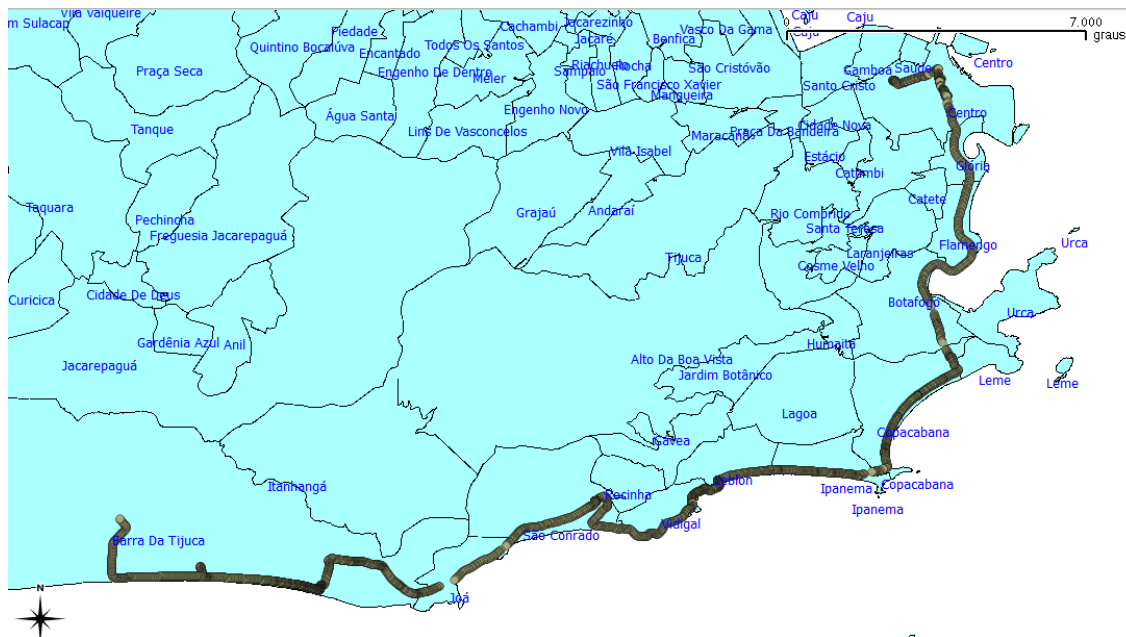 Vila Valqueire
m Sulacap
Praça Seca
Tanque
Taquara
Pechincha
Freguesia Jacarepaguá
Curicica
Cidade De Deus
Gardênia Azul
Anil
Jacarepaguá
Piedade
Quintino Bocaiúva
Encantado
Todos Os Santos
Engenho De Dentro
Méier
Cachambi
Água Santa
Lins De Vasconcelos
Engenho Novo
Jacarezinho
Jacaré
Riachuelo
Rocha
Sampaio
São Francisco Xavier
Mangueira
Benfica
Vasco Da Gama
São Cristóvão
Caju
Caju
Caju
0
7.000
graus
Centro
Gamboa
Saúde
Santo Cristo
Centro
Maracanã
Praça Da Bandeira
Cidade Nova
Vila Isabel
Estácio
Catumbi
Glória
Grajaú
Andaraí
Rio Comprido
Catete
Santa Teresa
Tijuca
Laranjeiras
Cosme Velho
Flamengo
Urca
Botafogo
Urca
Humaitá
Alto Da Boa Vista
Jardim Botânico
Leme
Leme
Lagoa
Gávea
Copacabana
Itanhangá
Rocinha
Leblon
Ipanema
Copacabana
Ipanema
Vidigal
São Conrado
Barra Da Tijuca
Joá
N